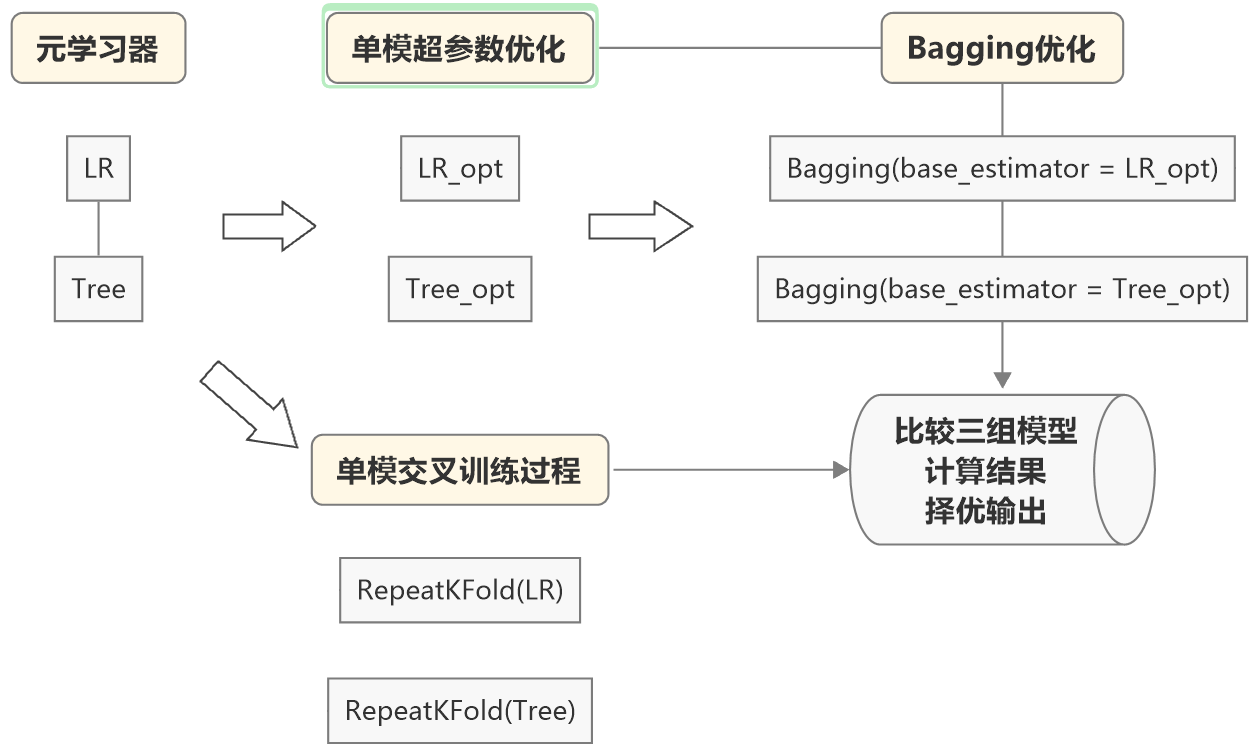 元学习器
单模超参数优化
Bagging优化
LR
LR_opt
Bagging(base_estimator = LR_opt)
Tree
Tree_opt
Bagging(base_estimator = Tree_opt)
单模交叉训练过程
比较三组模型
计算结果
择优输出
RepeatKFold(LR)
RepeatKFold(Tree)